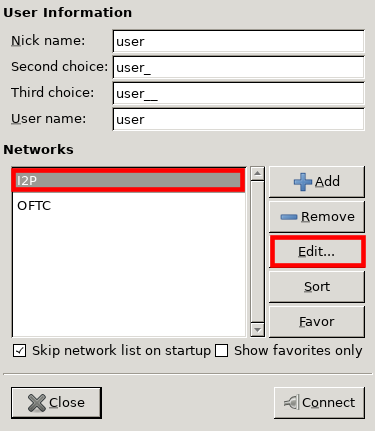 User Information
Nick name: user
Second choice: user_
Third choice: user__
User name: user
Networks
I2P
OFTC
Add
Remove
Edit...
Sort
Favor
Skip network list on startup Show favorites only
Close Connect